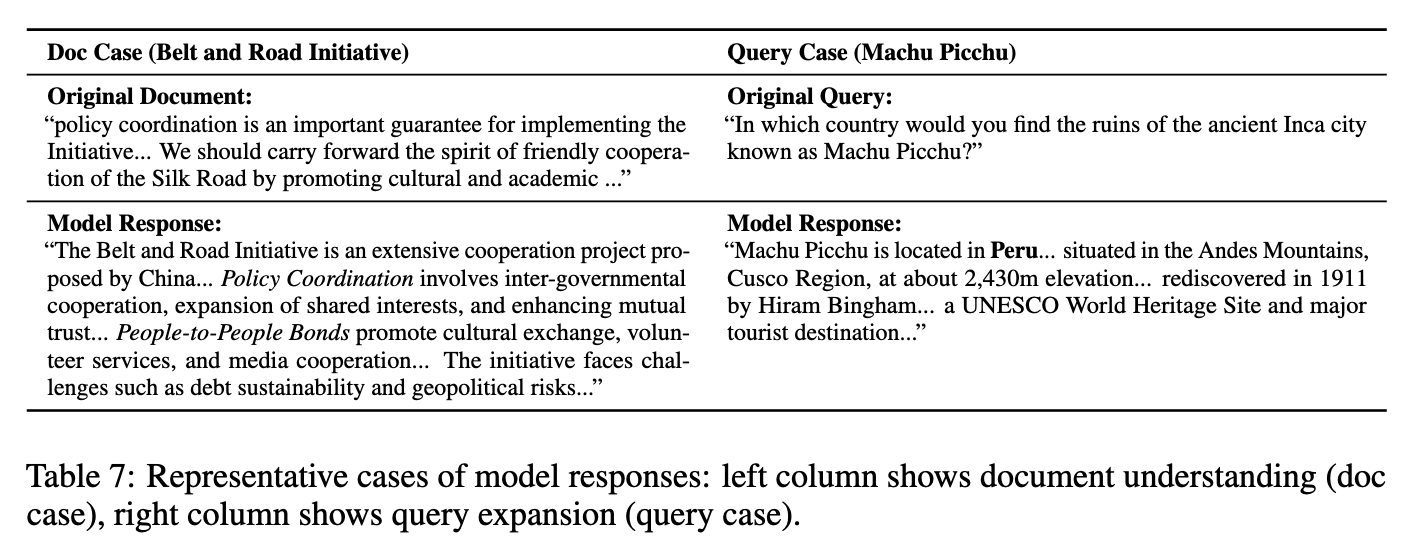 Doc Case (Belt and Road Initiative)
Original Document:
“policy coordination is an important guarantee for implementing the
Initiative... We should carry forward the spirit of friendly coopera-
tion of the Silk Road by promoting cultural and academic ...”
Model Response:
“The Belt and Road Initiative is an extensive cooperation project pro-
posed by China... Policy Coordination involves inter-governmental
cooperation, expansion of shared interests, and enhancing mutual
trust... People-to-People Bonds promote cultural exchange, volun-
teer services, and media cooperation... The initiative faces chal-
lenges such as debt sustainability and geopolitical risks...”
Query Case (Machu Picchu)
Original Query:
“In which country would you find the ruins of the ancient Inca city
known as Machu Picchu?”
Model Response:
“Machu Picchu is located in Peru... situated in the Andes Mountains,
Cusco Region, at about 2,430m elevation... rediscovered in 1911
by Hiram Bingham... a UNESCO World Heritage Site and major
tourist destination...”
Table 7: Representative cases of model responses: left column shows document understanding (doc
case), right column shows query expansion (query case).